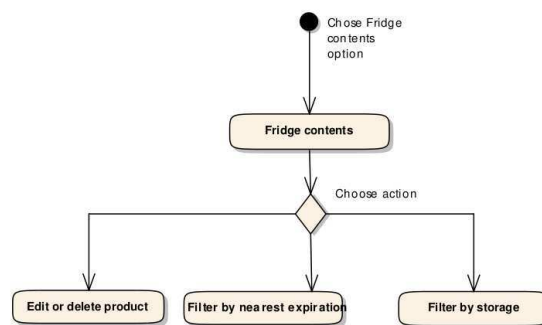 Chose Fridge
contents
option
Fridge contents
Choose action
Edit or delete product
Filter by nearest expiration
Filter by storage